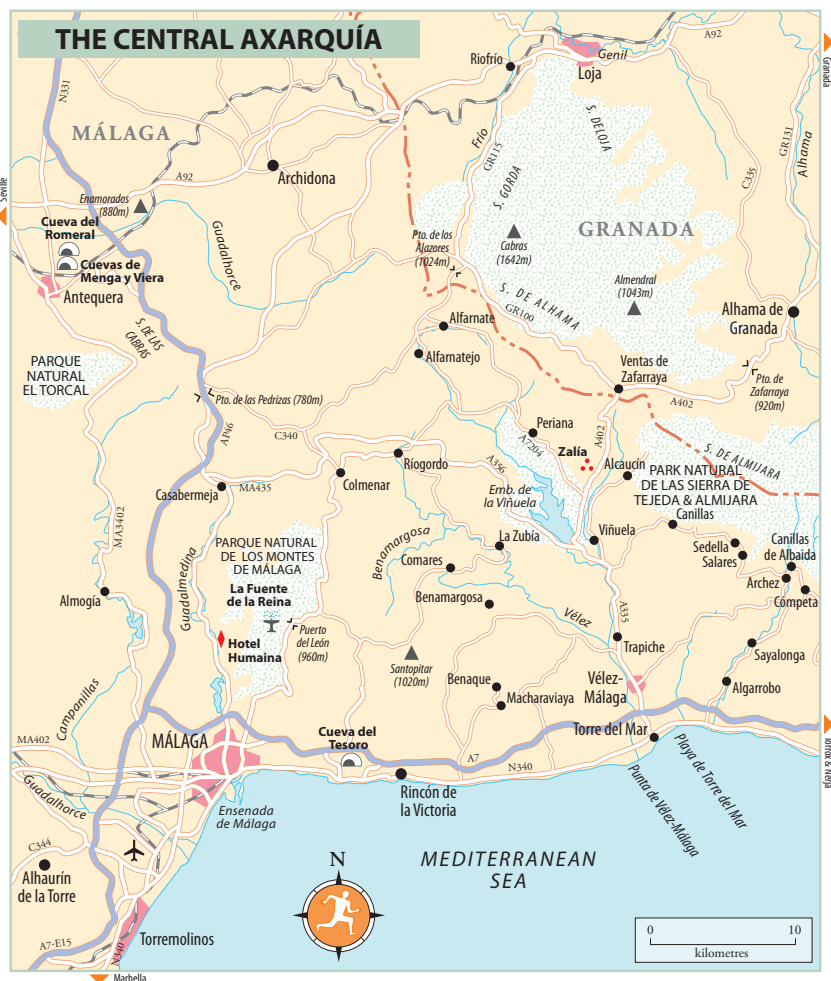 THE CENTRAL AXARQUÍA
A92
Granada
Riofrío
Genil
Loja
N331
MÁLAGA
S. DELOJA
Frío
GR115
GR131
Alhama
A92
Archidona
C335
S. GORDA
Seville
Enamorados
(880m)
Cueva del
Romeral
Guadalhorce
Pto. de los
Alazores
(1024m)
Cabras
(1642m)
GRANADA
Cuevas de
Menga y Viera
Antequera
Almendral
(1043m)
S. DE ALHAMA
GR100
Alhama de
Granada
S. DE LAS
CABRAS
Alfarnate
Alfarnatejo
PARQUE
NATURAL
EL TORCAL
Ventas de
Zafarraya
Pto. de
Zafarraya
(920m)
Pto. de las Pedrizas (780m)
A402
AP46
C340
Periana
A7204
A402
Zalía
S. DE ALMIJARA
Ríogordo
A356
Alcaucín
PARK NATURAL
DE LAS SIERRA DE
TEJEDA & ALMIJARA
Colmenar
MA435
Casabermeja
Emb. de
la Viñuela
Canillas
MA3402
PARQUE NATURAL
DE LOS MONTES
DE MÁLAGA
Benamargosa
La Zubía
Viñuela
Sedella
Salares
Canillas
de Albaida
Comares
Guadalmedina
La Fuente
de la Reina
Archez
Cómpeta
Almogía
Benamargosa
Vélez
A335
Hotel
Humaina
Puerto
del León
(960m)
Trapiche
Sayalonga
Santopitar
(1020m)
Benaque
Vélez-
Málaga
Algarrobo
Macharaviaya
Campanillas
MA402
MÁLAGA
Cueva del
Tesoro
Torre del Mar
A7
N340
Nerja
Playa de Torre del Mar
Punta de Vélez-Málaga
Guadalhorce
Rincón de
la Victoria
Ensenada
de Málaga
C344
N
MEDITERRANEAN
SEA
Alhaurín
de la Torre
0 10
kilometres
A7-E15
N340
Torremolinos
Marbella